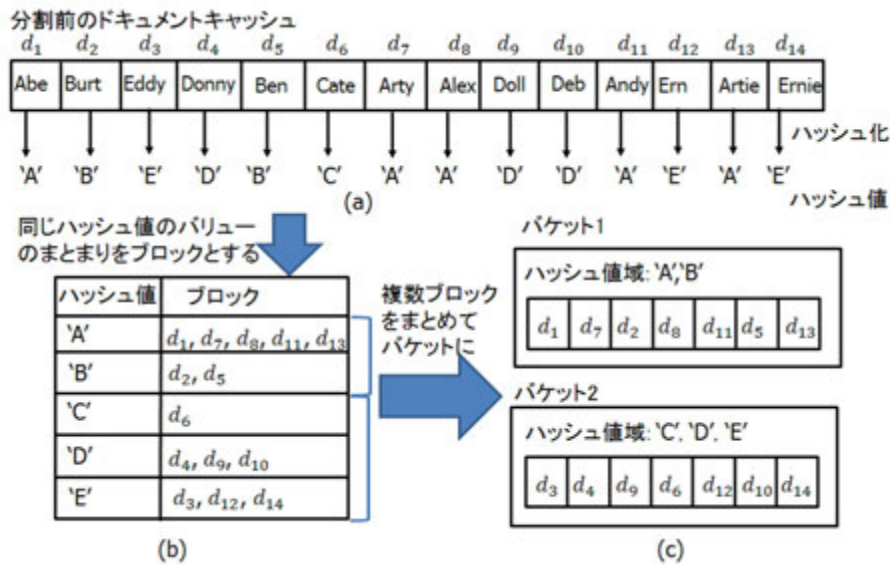 分割前のドキュメントキャッシュ
d₁ d₂ d₃ d₄ d₅ d₆ d₇ d₈ d₉ d₁₀ d₁₁ d₁₂ d₁₃ d₁₄
Abe Burt Eddy Donny Ben Cate Arty Alex Doll Deb Andy Ern Artie Ernie
ハッシュ化
‘A’ ‘B’ ‘E’ ‘D’ ‘B’ ‘C’ ‘A’ ‘A’ ‘D’ ‘D’ ‘A’ ‘E’ ‘A’ ‘E’
ハッシュ値
(a)
同じハッシュ値のバリュー
のまとまりをブロックとする
ハッシュ値 ブロック
‘A’ d₁, d₇, d₈, d₁₁, d₁₃
‘B’ d₂, d₅
‘C’ d₆
‘D’ d₄, d₉, d₁₀
‘E’ d₃, d₁₂, d₁₄
(b)
複数ブロック
をまとめて
バケットに
バケット1
ハッシュ値域: ‘A’,‘B’
d₁ d₇ d₂ d₈ d₁₁ d₅ d₁₃
バケット2
ハッシュ値域: ‘C’, ‘D’, ‘E’
d₃ d₄ d₉ d₆ d₁₂ d₁₀ d₁₄
(c)